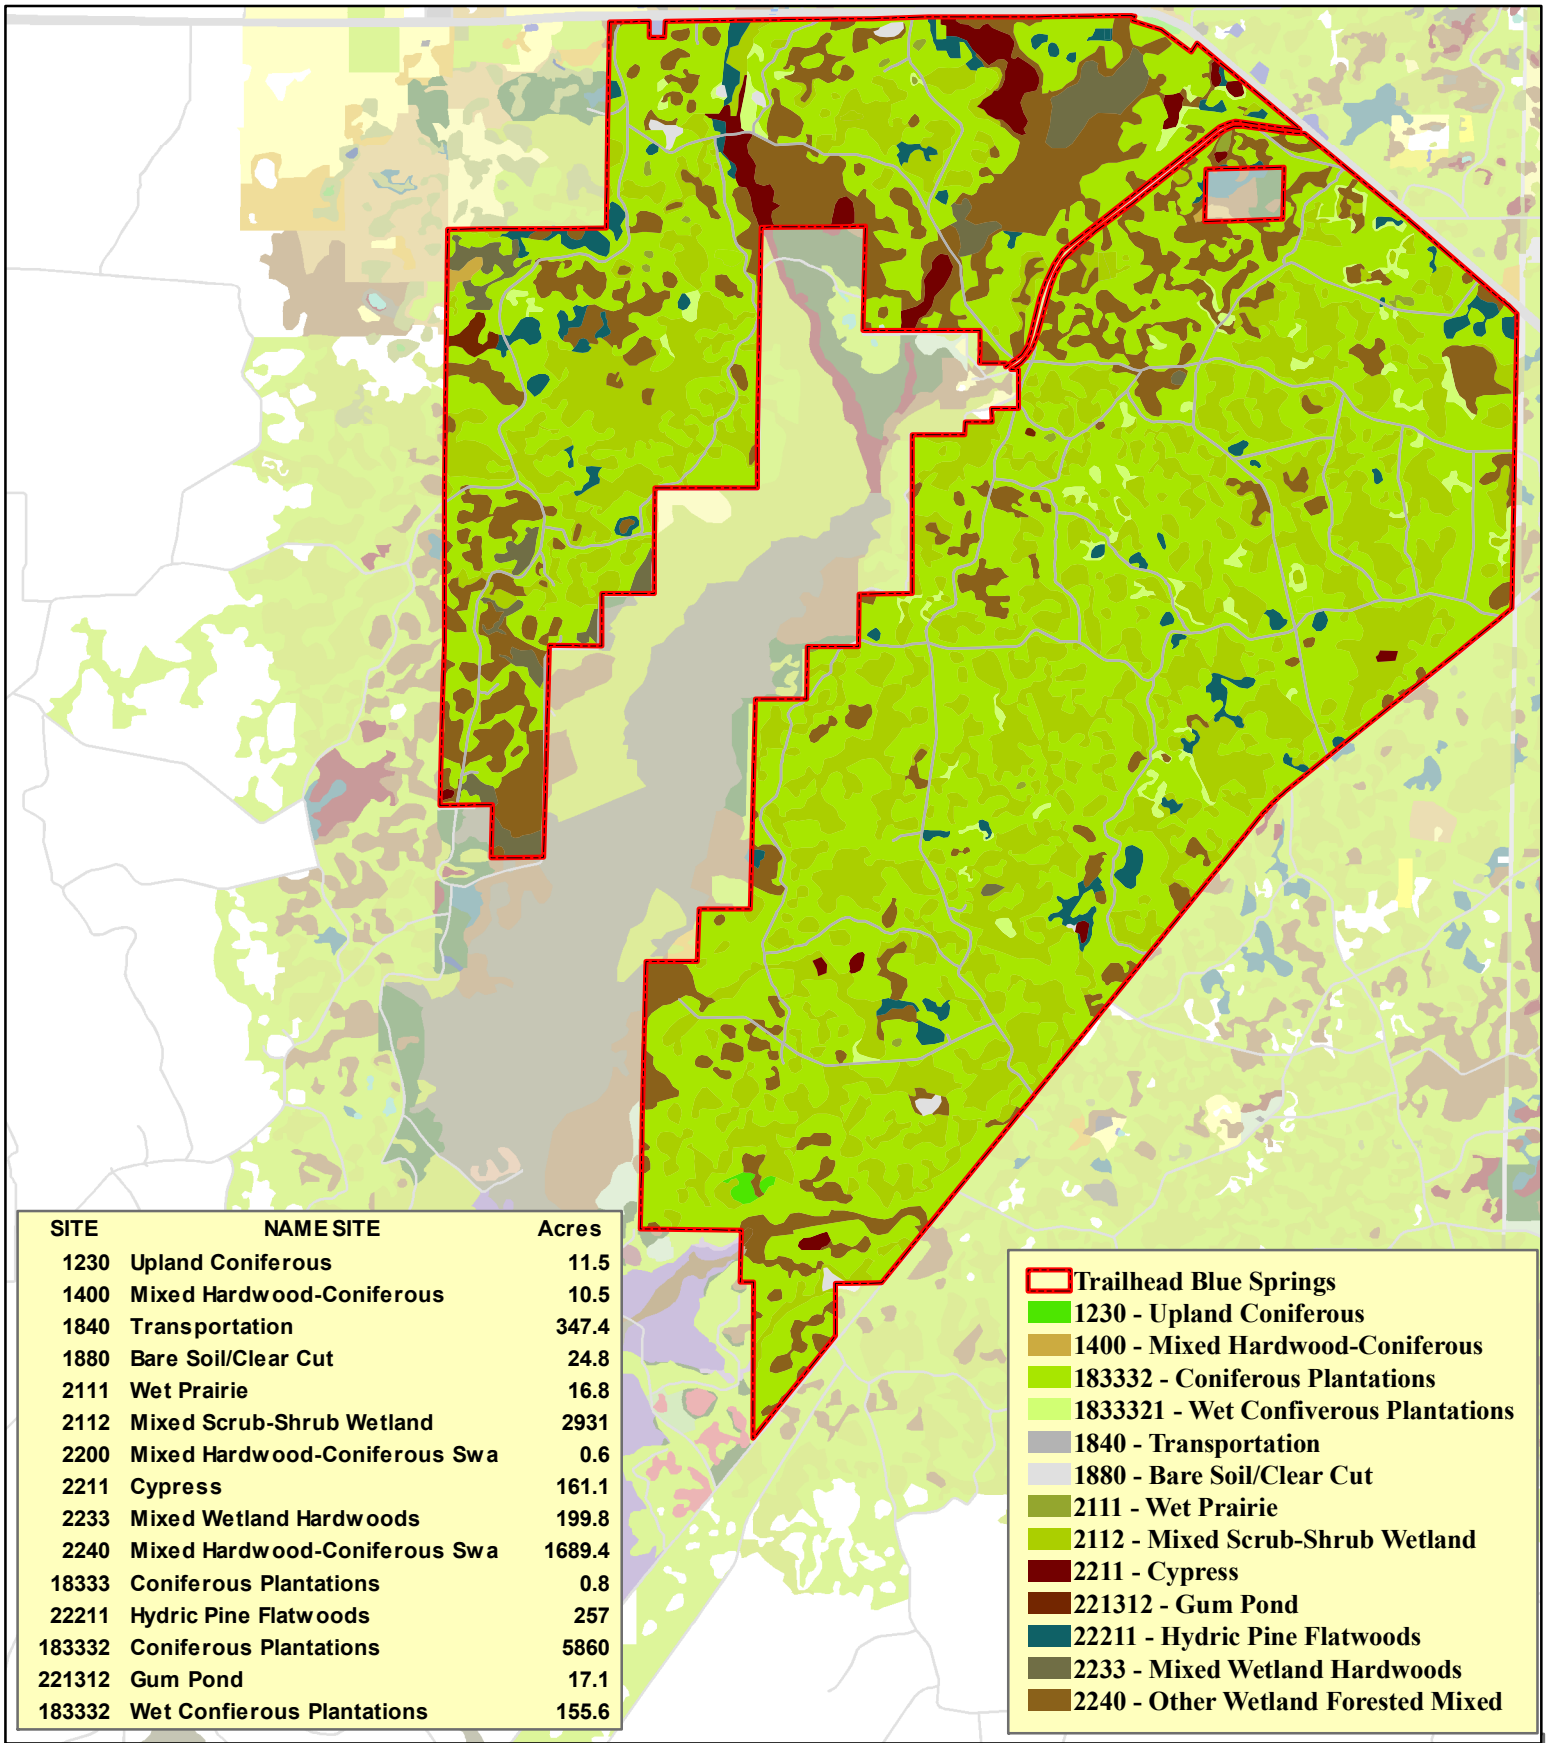 SITE NAME SITE Acres
1230 Upland Coniferous 11.5
1400 Mixed Hardwood-Coniferous 10.5
1840 Transportation 347.4
1880 Bare Soil/Clear Cut 24.8
2111 Wet Prairie 16.8
2112 Mixed Scrub-Shrub Wetland 2931
2200 Mixed Hardwood-Coniferous Swa 0.6
2211 Cypress 161.1
2233 Mixed Wetland Hardwoods 199.8
2240 Mixed Hardwood-Coniferous Swa 1689.4
18333 Coniferous Plantations 0.8
22211 Hydric Pine Flatwoods 257
183332 Coniferous Plantations 5860
221312 Gum Pond 17.1
183332 Wet Confierous Plantations 155.6
Trailhead Blue Springs
1230 - Upland Coniferous
1400 - Mixed Hardwood-Coniferous
183332 - Coniferous Plantations
1833321 - Wet Confiverous Plantations
1840 - Transportation
1880 - Bare Soil/Clear Cut
2111 - Wet Prairie
2112 - Mixed Scrub-Shrub Wetland
2211 - Cypress
221312 - Gum Pond
22211 - Hydric Pine Flatwoods
2233 - Mixed Wetland Hardwoods
2240 - Other Wetland Forested Mixed